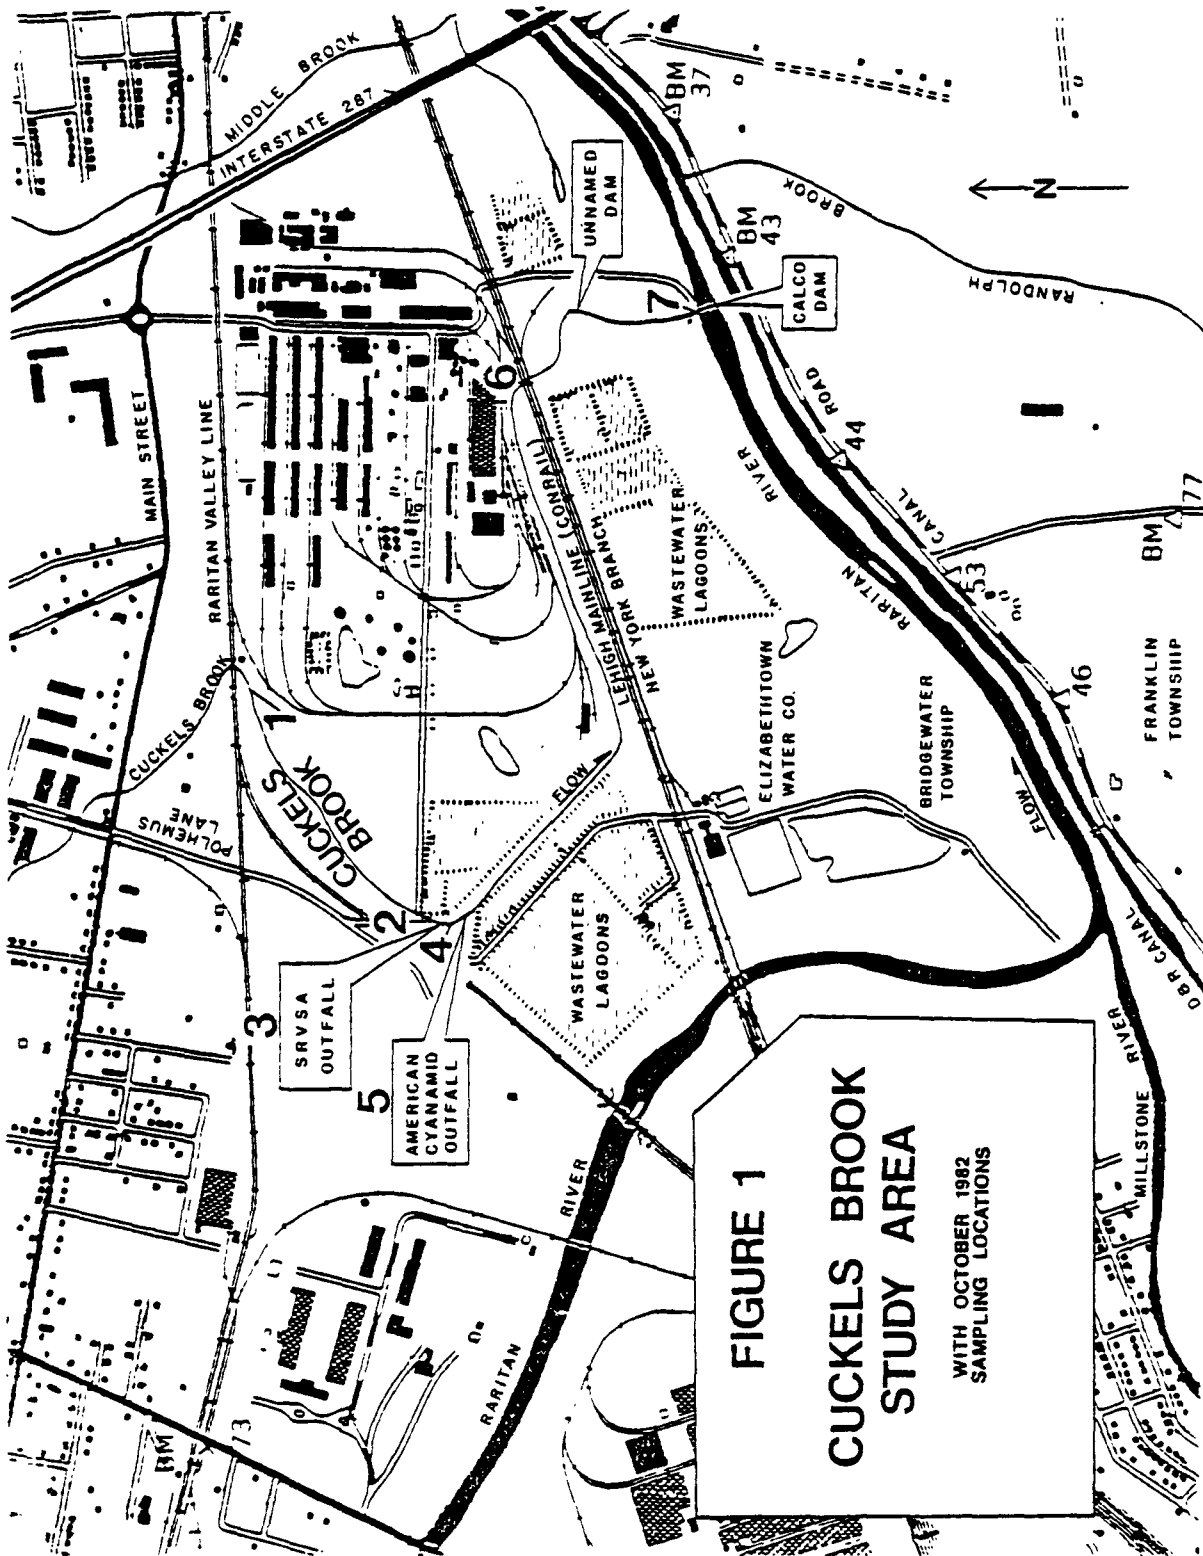 MIDDLE BROOK
INTERSTATE 287
BM
37
UNNAMED
DAM
BM
43
BROOK
RANDOLPH
N
CALCO
DAM
7
6
MAIN STREET
RARITAN VALLEY LINE
ROAD
44
RIVER
CANAL
BM
77
53
RARITAN
WASTEWATER
LAGOONS
LEHIGH MAINLINE (CONRAIL)
NEW YORK BRANCH
CUCKELS BROOK
1
CUCKELS
BROOK
POLHEMUS
LANE
FLOW
ELIZABETHTOWN
WATER CO.
BRIDGEWATER
TOWNSHIP
46
FRANKLIN
TOWNSHIP
FLOW
2
4
3
SRVSA
OUTFALL
5
AMERICAN
CYANAMID
OUTFALL
WASTEWATER
LAGOONS
D&R CANAL
RIVER
MILLSTONE
RIVER
RARITAN
BM
73
FIGURE 1
CUCKELS BROOK
STUDY AREA
WITH OCTOBER 1982
SAMPLING LOCATIONS